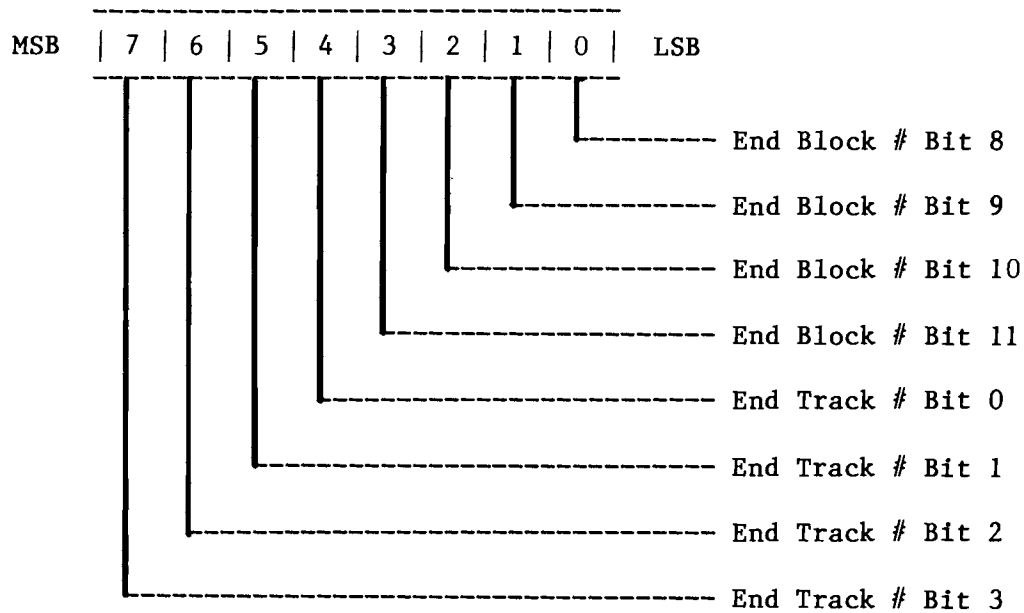 MSB | 7 | 6 | 5 | 4 | 3 | 2 | 1 | 0 | LSB
End Block # Bit 8
End Block # Bit 9
End Block # Bit 10
End Block # Bit 11
End Track # Bit 0
End Track # Bit 1
End Track # Bit 2
End Track # Bit 3